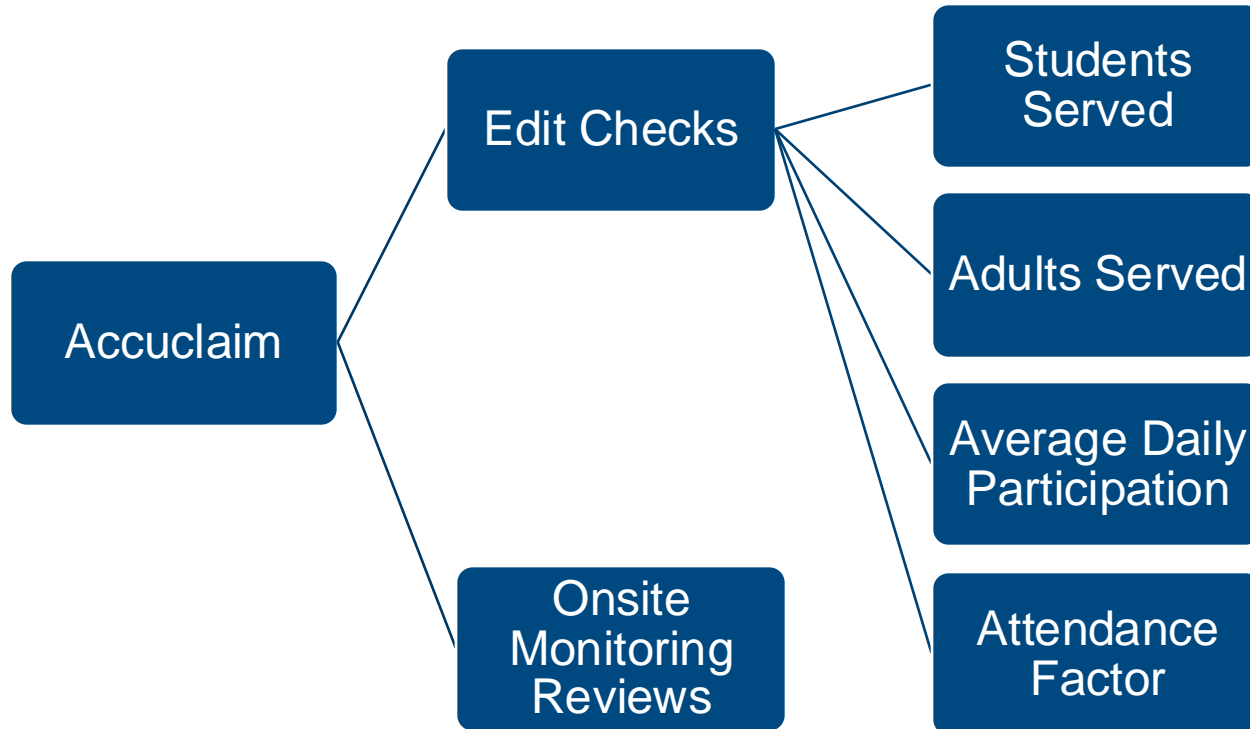 Accuclaim
Edit Checks
Onsite
Monitoring
Reviews
Students
Served
Adults Served
Average Daily
Participation
Attendance
Factor